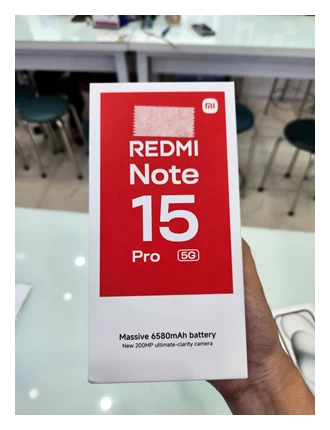 mi
REDMI
Note
15
Pro 5G
Massive 6580mAh battery
New 200MP ultimate-clarity camera